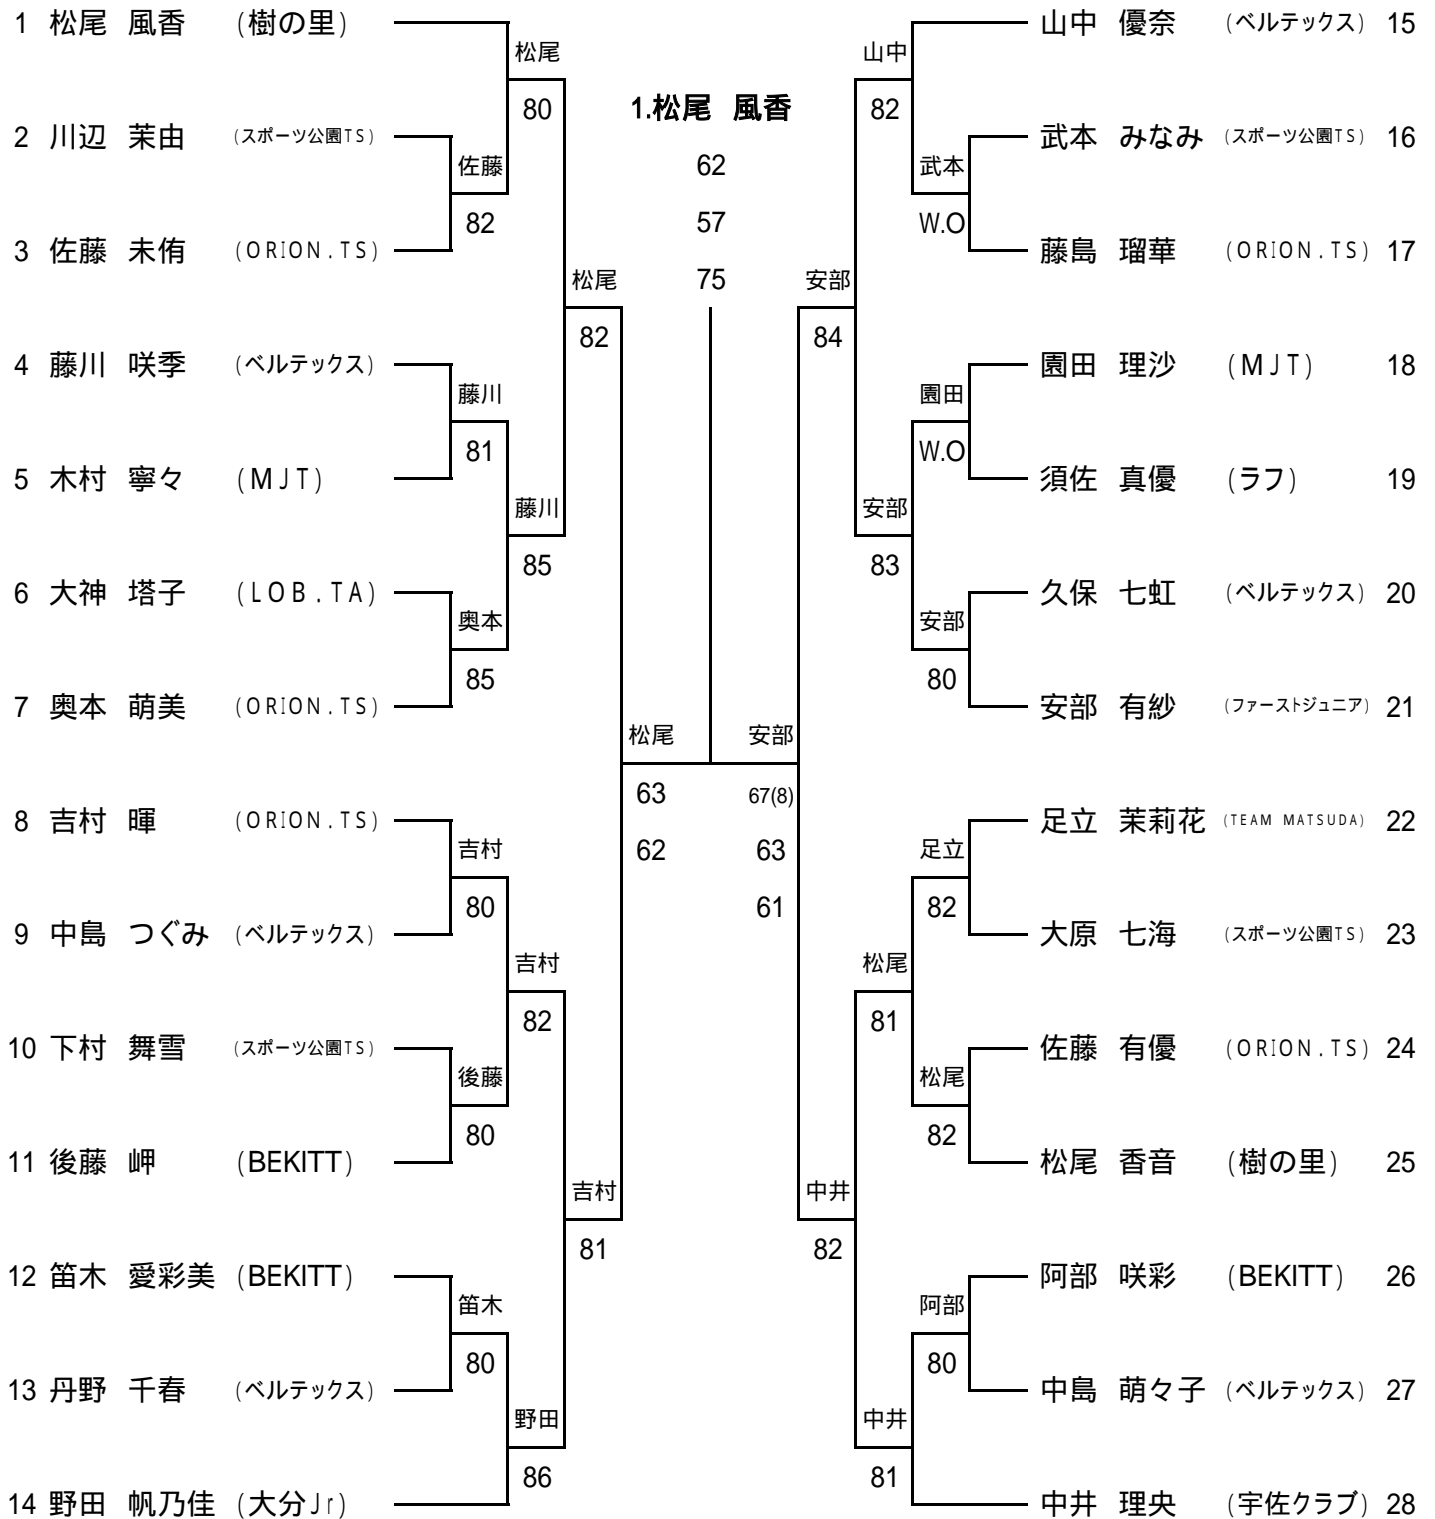 1 松尾 風香 (樹の里)
2 川辺 茉由 (スポーツ公園TS)
3 佐藤 未侑 (ORION.TS)
4 藤川 咲季 (ベルテックス)
5 木村 寧々 (MJT)
6 大神 塔子 (LOB.TA)
7 奥本 萌美 (ORION.TS)
8 吉村 暉 (ORION.TS)
9 中島 つぐみ (ベルテックス)
10 下村 舞雪 (スポーツ公園TS)
11 後藤 岬 (BEKITT)
12 笛木 愛彩美 (BEKITT)
13 丹野 千春 (ベルテックス)
14 野田 帆乃佳 (大分Jr)
佐藤
82
藤川
81
奥本
85
吉村
80
後藤
80
笛木
80
松尾
80
藤川
85
吉村
82
野田
86
松尾
82
吉村
81
松尾
63
62
1.松尾 風香
62
57
75
安部
67(8)
63
61
安部
84
中井
82
山中
82
安部
83
松尾
81
中井
81
武本
W.O
園田
W.O
安部
80
足立
82
松尾
82
阿部
80
山中 優奈 (ベルテックス) 15
武本 みなみ (スポーツ公園TS) 16
藤島 瑠華 (ORION.TS) 17
園田 理沙 (MJT) 18
須佐 真優 (ラフ) 19
久保 七虹 (ベルテックス) 20
安部 有紗 (ファーストジュニア) 21
足立 茉莉花 (TEAM MATSUDA) 22
大原 七海 (スポーツ公園TS) 23
佐藤 有優 (ORION.TS) 24
松尾 香音 (樹の里) 25
阿部 咲彩 (BEKITT) 26
中島 萌々子 (ベルテックス) 27
中井 理央 (宇佐クラブ) 28